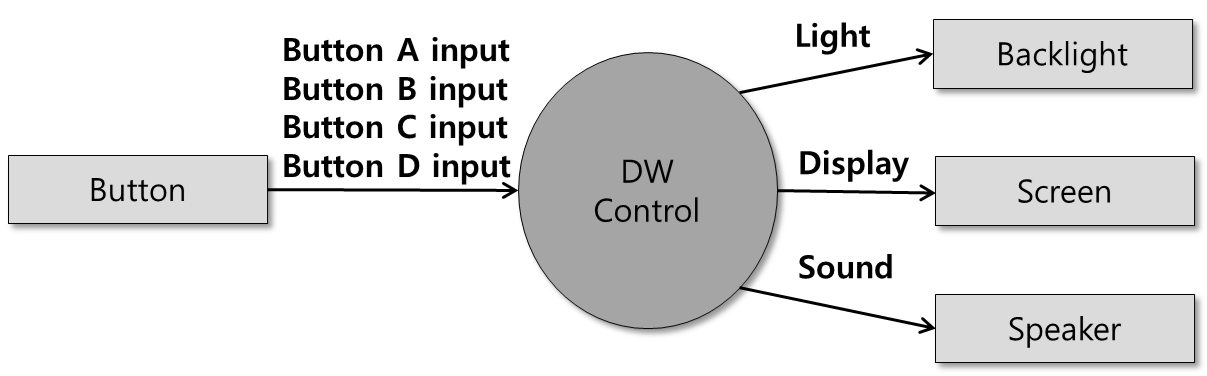 Button
Button A input
Button B input
Button C input
Button D input
DW
Control
Light
Backlight
Display
Screen
Sound
Speaker